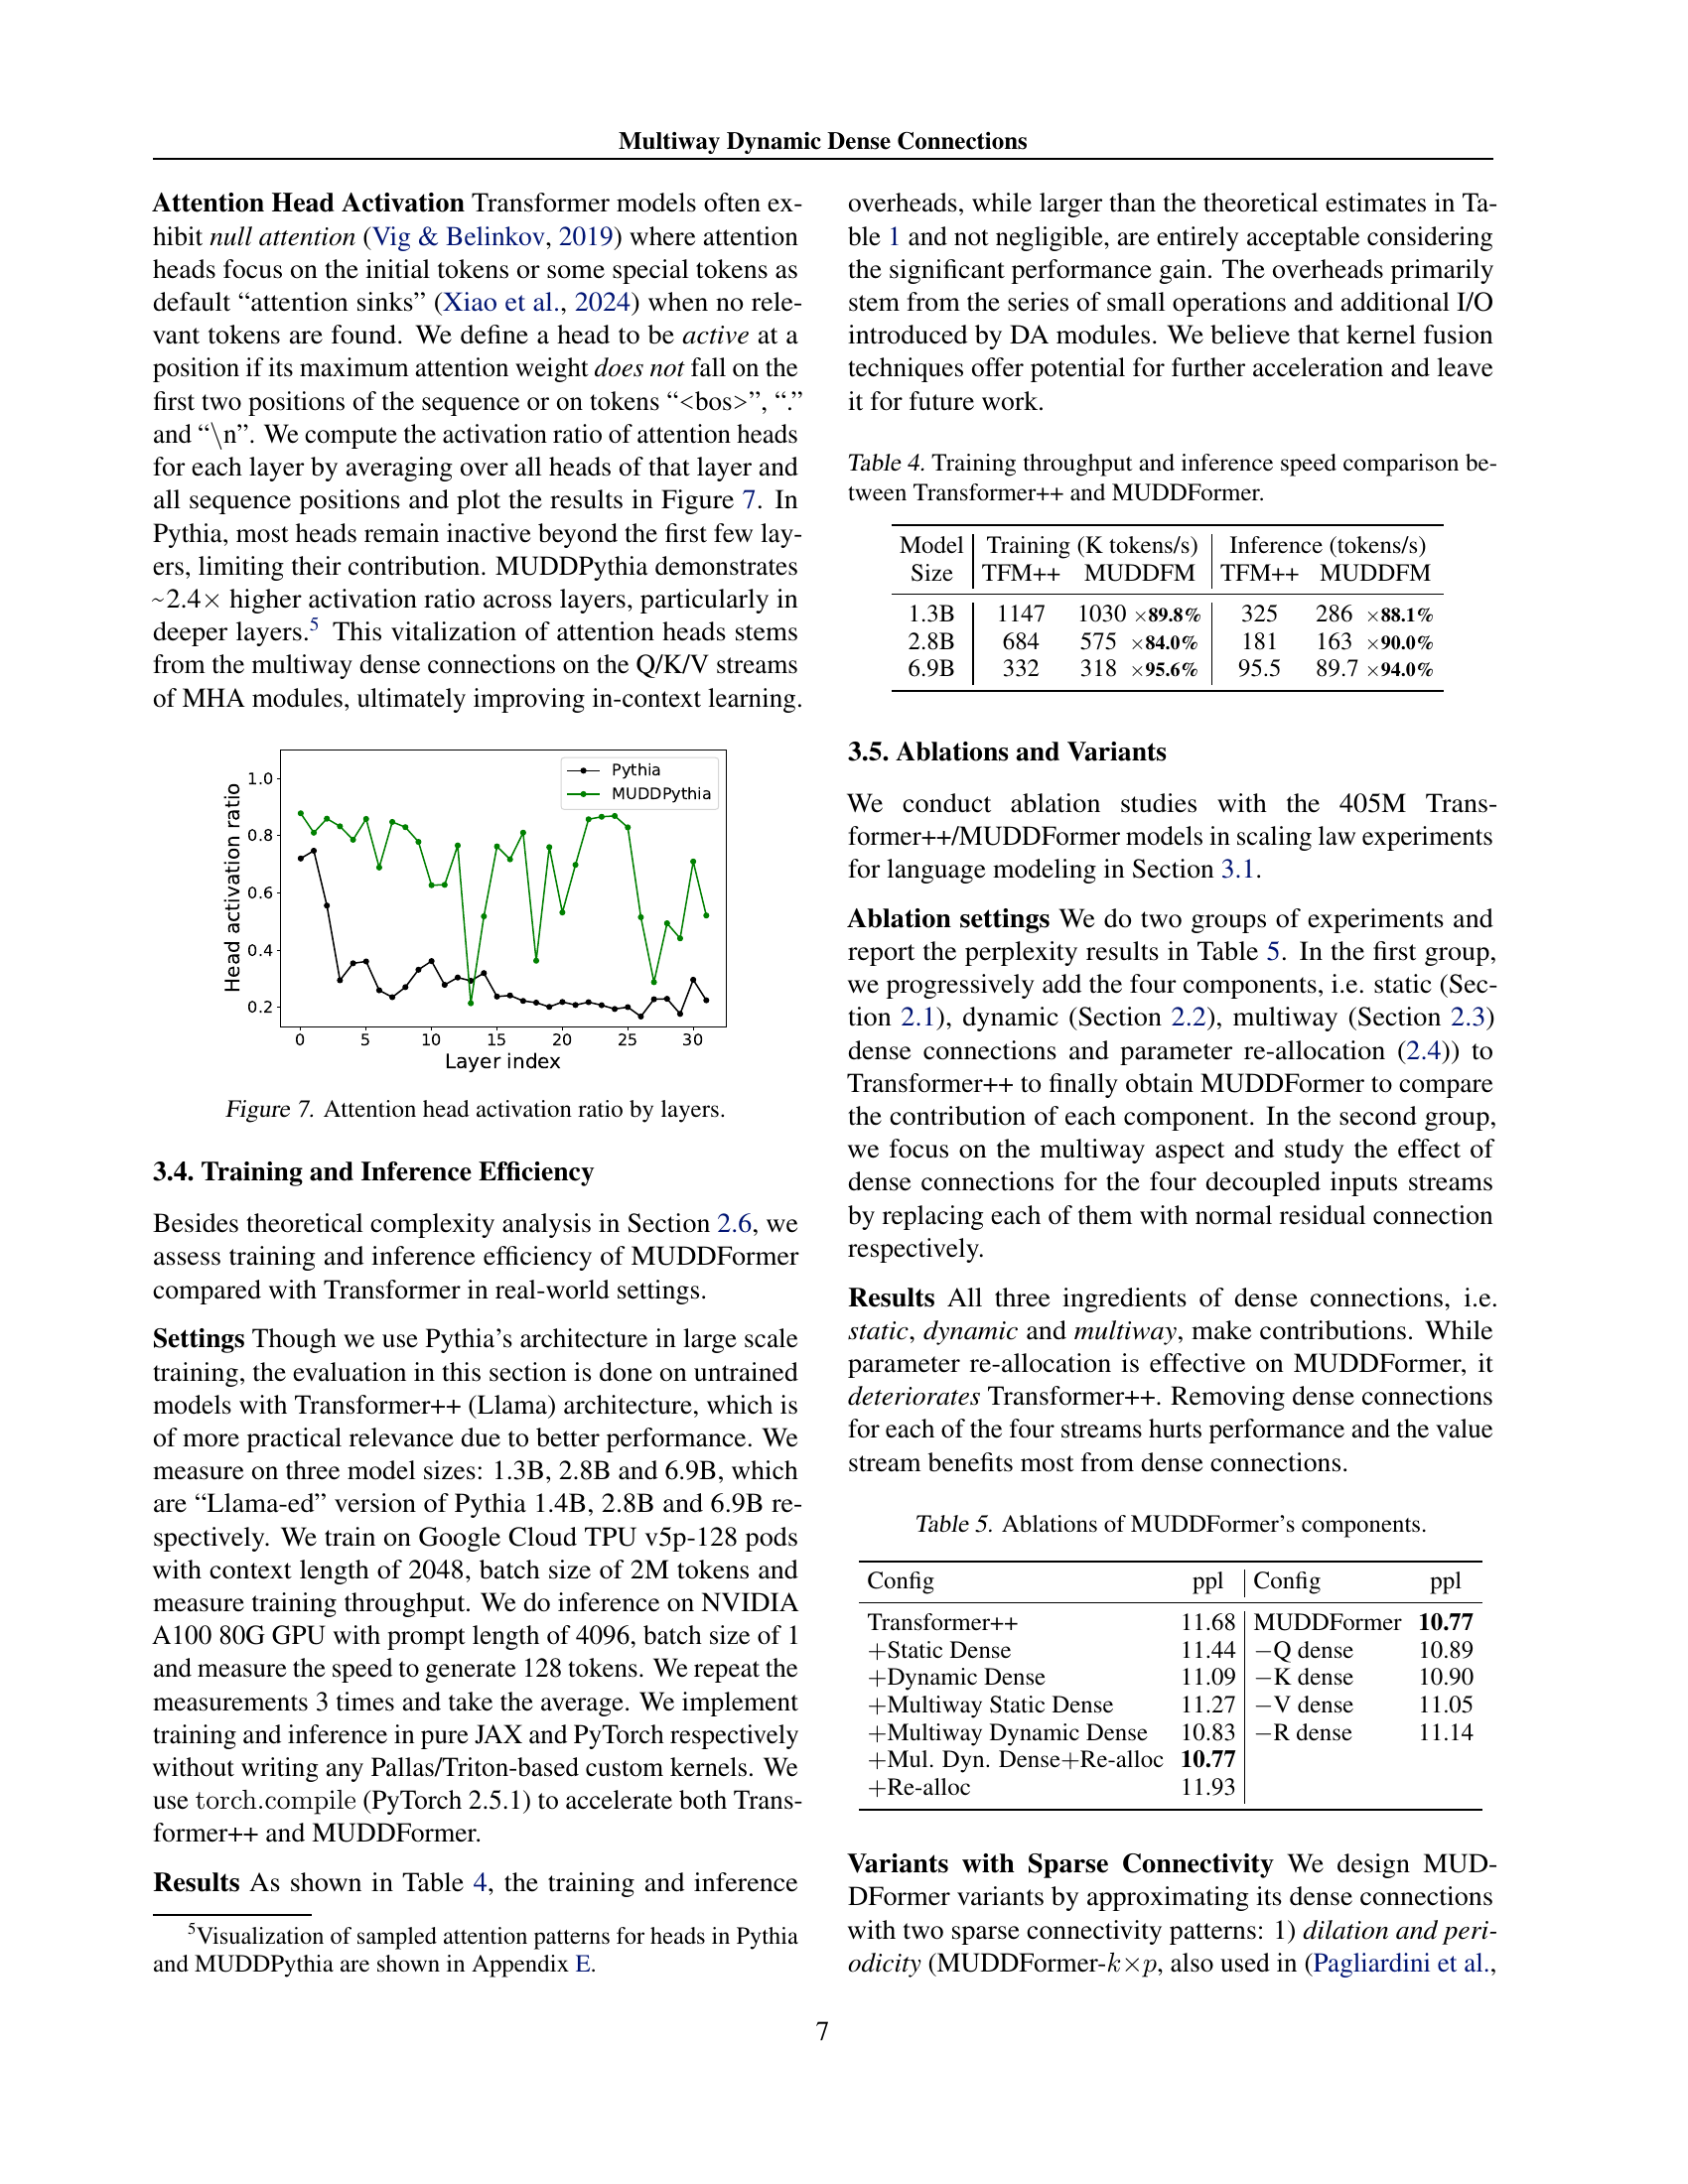 Multiway Dynamic Dense Connections
Attention Head Activation Transformer models often ex-
hibit null attention (Vig & Belinkov, 2019) where attention
heads focus on the initial tokens or some special tokens as
default “attention sinks” (Xiao et al., 2024) when no rele-
vant tokens are found. We define a head to be active at a
position if its maximum attention weight does not fall on the
first two positions of the sequence or on tokens “<bos>”, “.”
and “\n”. We compute the activation ratio of attention heads
for each layer by averaging over all heads of that layer and
all sequence positions and plot the results in Figure 7. In
Pythia, most heads remain inactive beyond the first few lay-
ers, limiting their contribution. MUDDPythia demonstrates
~2.4× higher activation ratio across layers, particularly in
deeper layers.5 This vitalization of attention heads stems
from the multiway dense connections on the Q/K/V streams
of MHA modules, ultimately improving in-context learning.
Pythia
MUDDPythia
1.0
0.8
0.6
0.4
0.2
Head activation ratio
0 5 10 15 20 25 30
Layer index
Figure 7. Attention head activation ratio by layers.
3.4. Training and Inference Efficiency
Besides theoretical complexity analysis in Section 2.6, we
assess training and inference efficiency of MUDDFormer
compared with Transformer in real-world settings.
Settings Though we use Pythia’s architecture in large scale
training, the evaluation in this section is done on untrained
models with Transformer++ (Llama) architecture, which is
of more practical relevance due to better performance. We
measure on three model sizes: 1.3B, 2.8B and 6.9B, which
are “Llama-ed” version of Pythia 1.4B, 2.8B and 6.9B re-
spectively. We train on Google Cloud TPU v5p-128 pods
with context length of 2048, batch size of 2M tokens and
measure training throughput. We do inference on NVIDIA
A100 80G GPU with prompt length of 4096, batch size of 1
and measure the speed to generate 128 tokens. We repeat the
measurements 3 times and take the average. We implement
training and inference in pure JAX and PyTorch respectively
without writing any Pallas/Triton-based custom kernels. We
use torch.compile (PyTorch 2.5.1) to accelerate both Trans-
former++ and MUDDFormer.
Results As shown in Table 4, the training and inference
5Visualization of sampled attention patterns for heads in Pythia
and MUDDPythia are shown in Appendix E.
overheads, while larger than the theoretical estimates in Ta-
ble 1 and not negligible, are entirely acceptable considering
the significant performance gain. The overheads primarily
stem from the series of small operations and additional I/O
introduced by DA modules. We believe that kernel fusion
techniques offer potential for further acceleration and leave
it for future work.
Table 4. Training throughput and inference speed comparison be-
tween Transformer++ and MUDDFormer.
Model Training (K tokens/s) Inference (tokens/s)
Size TFM++ MUDDFM TFM++ MUDDFM
1.3B 1147 1030 ×89.8% 325 286 ×88.1%
2.8B 684 575 ×84.0% 181 163 ×90.0%
6.9B 332 318 ×95.6% 95.5 89.7 ×94.0%
3.5. Ablations and Variants
We conduct ablation studies with the 405M Trans-
former++/MUDDFormer models in scaling law experiments
for language modeling in Section 3.1.
Ablation settings We do two groups of experiments and
report the perplexity results in Table 5. In the first group,
we progressively add the four components, i.e. static (Sec-
tion 2.1), dynamic (Section 2.2), multiway (Section 2.3)
dense connections and parameter re-allocation (2.4)) to
Transformer++ to finally obtain MUDDFormer to compare
the contribution of each component. In the second group,
we focus on the multiway aspect and study the effect of
dense connections for the four decoupled inputs streams
by replacing each of them with normal residual connection
respectively.
Results All three ingredients of dense connections, i.e.
static, dynamic and multiway, make contributions. While
parameter re-allocation is effective on MUDDFormer, it
deteriorates Transformer++. Removing dense connections
for each of the four streams hurts performance and the value
stream benefits most from dense connections.
Table 5. Ablations of MUDDFormer’s components.
Config ppl Config ppl
Transformer++ 11.68 MUDDFormer 10.77
+Static Dense 11.44 −Q dense 10.89
+Dynamic Dense 11.09 −K dense 10.90
+Multiway Static Dense 11.27 −V dense 11.05
+Multiway Dynamic Dense 10.83 −R dense 11.14
+Mul. Dyn. Dense+Re-alloc 10.77
+Re-alloc 11.93
Variants with Sparse Connectivity We design MUD-
DFormer variants by approximating its dense connections
with two sparse connectivity patterns: 1) dilation and peri-
odicity (MUDDFormer-k×p, also used in (Pagliardini et al.,
7